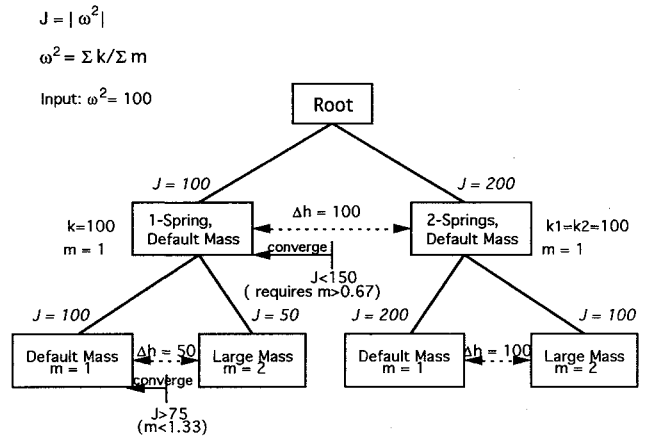 J = | ω²|
ω² = Σ k/Σ m
Input: ω²= 100
Root
J = 100
J = 200
k=100
m = 1
1-Spring,
Default Mass
Δh = 100
2-Springs,
Default Mass
k1=k2=100
m = 1
converge
J<150
( requires m>0.67)
J = 100
J = 50
J = 200
J = 100
Default Mass
m = 1
Δh = 50
Large Mass
m = 2
Default Mass
m = 1
Δh = 100
Large Mass
m = 2
converge
J>75
(m<1.33)